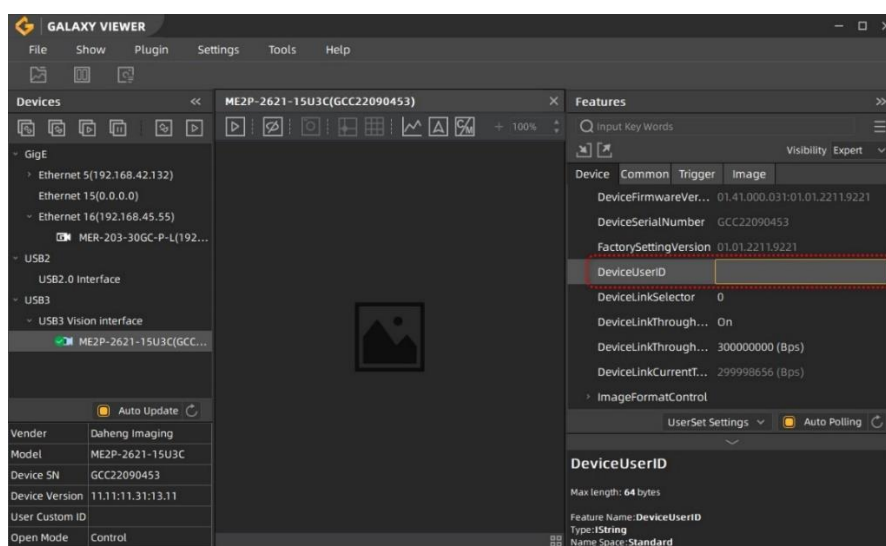 GALAXY VIEWER
File Show Plugin Settings Tools Help
Devices
GigE
Ethernet 5(192.168.42.132)
Ethernet 15(0.0.0.0)
Ethernet 16(192.168.45.55)
MER-203-30GC-P-L(192...
USB2
USB2.0 Interface
USB3
USB3 Vision interface
ME2P-2621-15U3C(GCC...
Auto Update
Vender Daheng Imaging
Model ME2P-2621-15U3C
Device SN GCC22090453
Device Version 11.11:11.31:13.11
User Custom ID
Open Mode Control
ME2P-2621-15U3C(GCC22090453)
100%
Features
Input Key Words
Visibility Expert
Device Common Trigger Image
DeviceFirmwareVer... 01.41.000.031:01.01.2211.9221
DeviceSerialNumber GCC22090453
FactorySettingVersion 01.01.2211.9221
DeviceUserID
DeviceLinkSelector 0
DeviceLinkThrough... On
DeviceLinkThrough... 300000000 (Bps)
DeviceLinkCurrentT... 299998656 (Bps)
ImageFormatControl
UserSet Settings Auto Polling
DeviceUserID
Max length: 64 bytes
Feature Name:DeviceUserID
Type:IString
Name Space:Standard